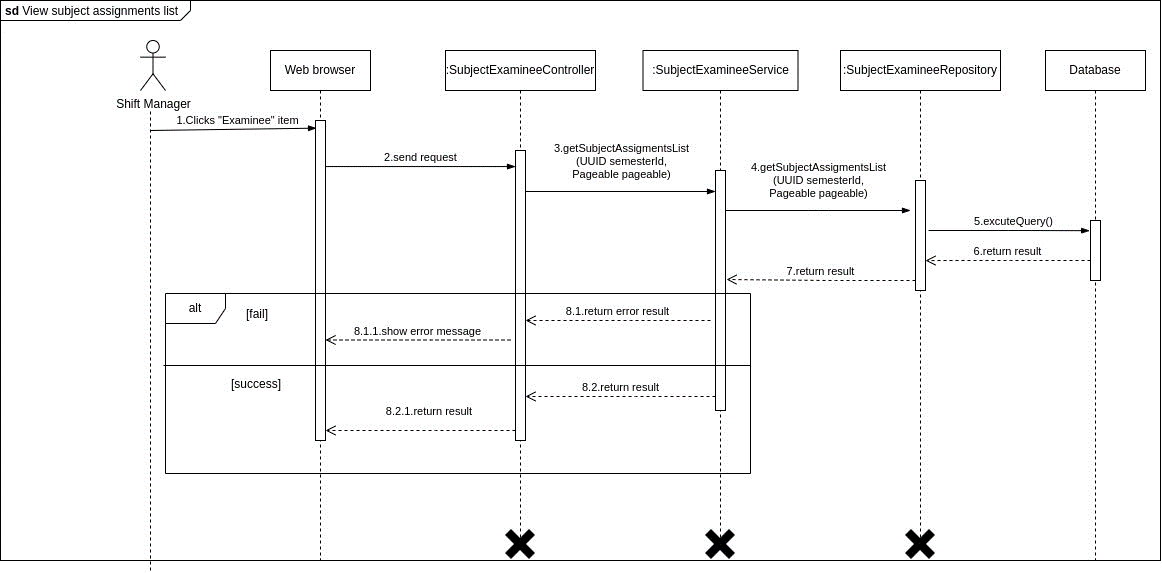 sd View subject assignments list
Shift Manager
Web browser
:SubjectExamineeController
:SubjectExamineeService
:SubjectExamineeRepository
Database
1.Clicks "Examinee" item
2.send request
3.getSubjectAssigmentsList
(UUID semesterId,
Pageable pageable)
4.getSubjectAssigmentsList
(UUID semesterId,
Pageable pageable)
5.excuteQuery()
6.return result
7.return result
alt
[fail]
8.1.return error result
8.1.1.show error message
[success]
8.2.return result
8.2.1.return result